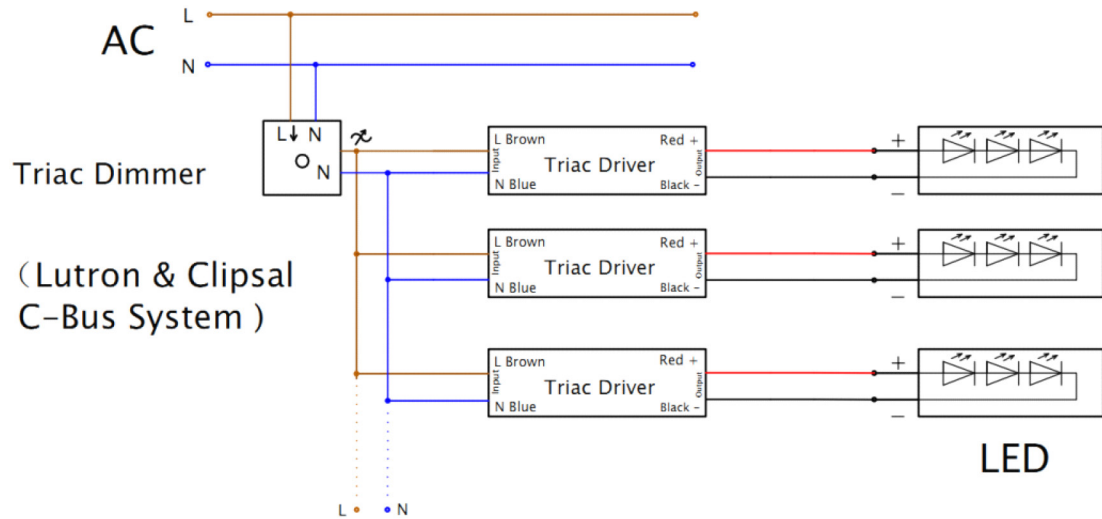 L
AC
N
L N
N
Triac Dimmer
（Lutron & Clipsal
C-Bus System )
L Brown
Input
N Blue
Triac Driver
Red +
Output
Black -
+
−
L Brown
Input
N Blue
Triac Driver
Red +
Output
Black -
+
−
L Brown
Input
N Blue
Triac Driver
Red +
Output
Black -
+
−
LED
L
N